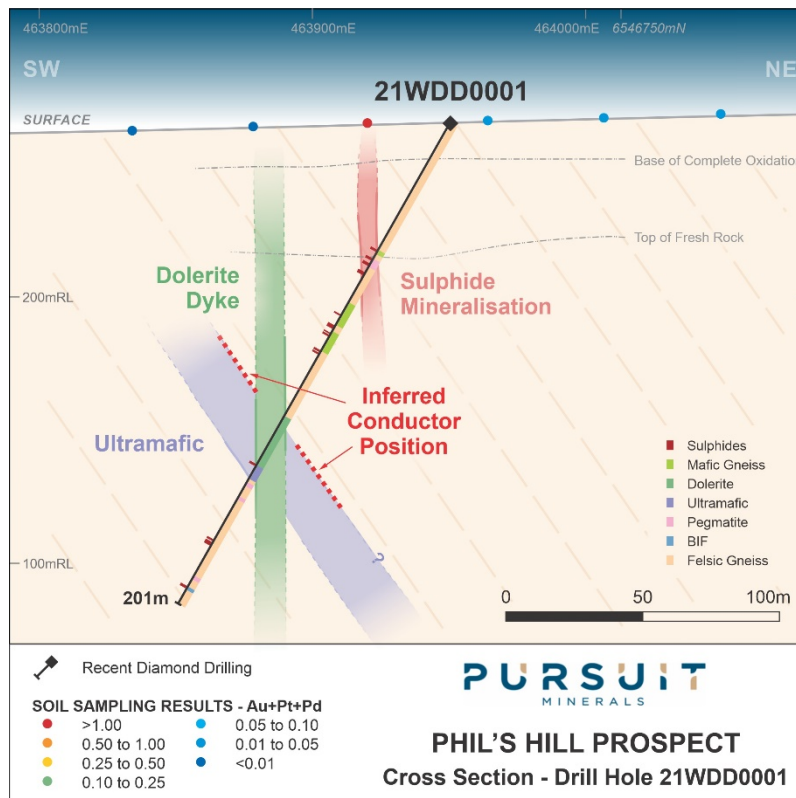 463800mE
463900mE
464000mE
6546750mN
SW
NE
21WDD0001
SURFACE
Base of Complete Oxidation
Top of Fresh Rock
Dolerite
Dyke
Sulphide
Mineralisation
200mRL
Inferred
Conductor
Position
Ultramafic
Sulphides
Mafic Gneiss
Dolerite
Ultramafic
Pegmatite
BIF
Felsic Gneiss
?
100mRL
201m
0
50
100m
Recent Diamond Drilling
SOIL SAMPLING RESULTS - Au+Pt+Pd
>1.00
0.50 to 1.00
0.25 to 0.50
0.10 to 0.25
0.05 to 0.10
0.01 to 0.05
<0.01
PURSUIT
MINERALS
PHIL'S HILL PROSPECT
Cross Section - Drill Hole 21WDD0001